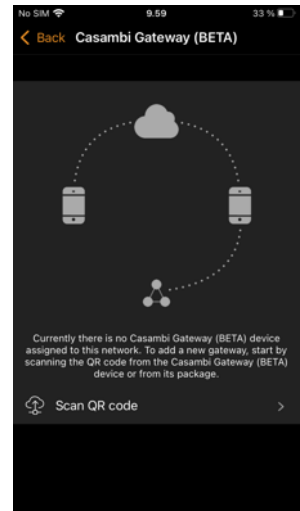 No SIM 9.59 33 %
Back Casambi Gateway (BETA)
Currently there is no Casambi Gateway (BETA) device
assigned to this network. To add a new gateway, start by
scanning the QR code from the Casambi Gateway (BETA)
device or from its package.
Scan QR code